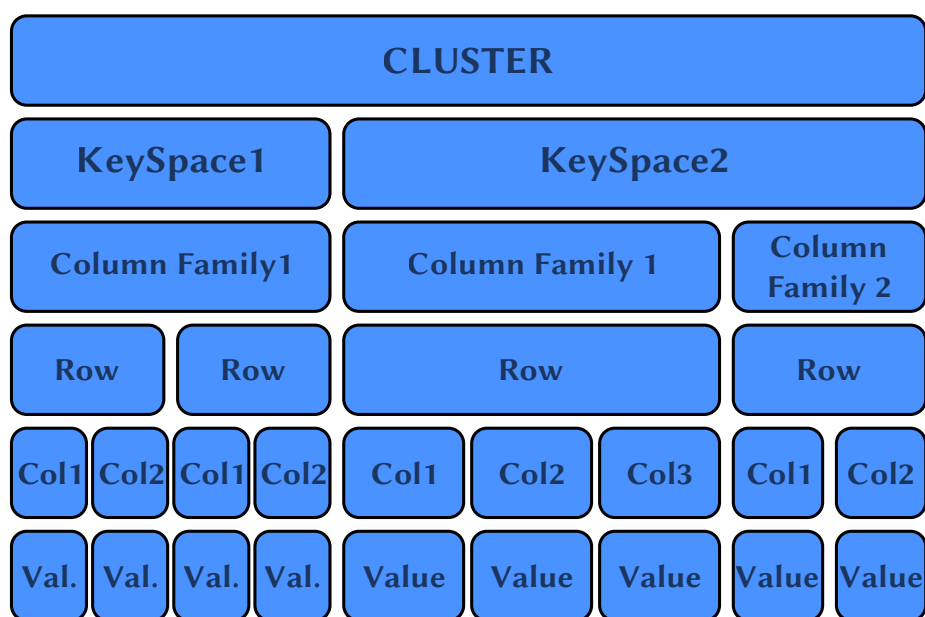 CLUSTER
KeySpace1 KeySpace2
Column Family1 Column Family 1 Column
Family 2
Row Row Row Row
Col1 Col2 Col1 Col2 Col1 Col2 Col3 Col1 Col2
Val. Val. Val. Val. Value Value Value Value Value